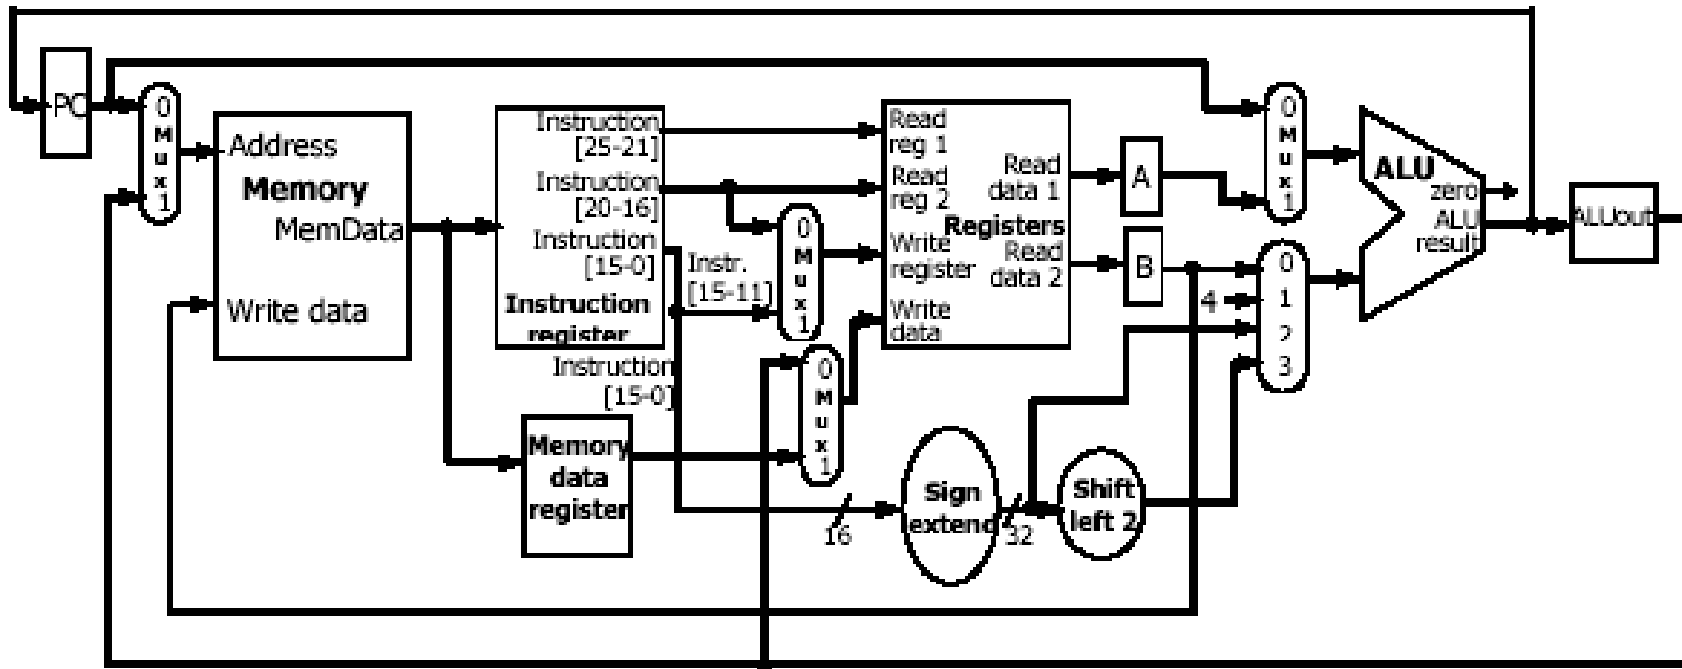 PC
0
M
u
x
1
Address
Memory
MemData
Write data
Instruction
[25-21]
Instruction
[20-16]
Instruction
[15-0]
Instruction
register
Instr.
[15-11]
Instruction
[15-0]
Memory
data
register
0
M
u
x
1
0
M
u
x
1
Read
reg 1
Read
reg 2
Write
register
Write
data
Read
data 1
Registers
Read
data 2
16
Sign
extend
32
Shift
left 2
A
B
4
0
M
u
x
1
0
1
2
3
ALU
zero
ALU
result
ALUout